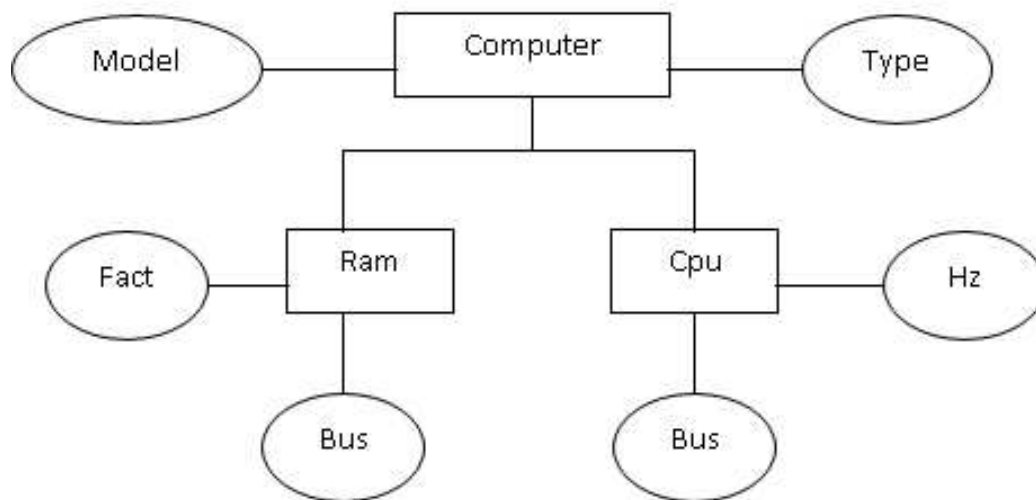 Model
Computer
Type
Fact
Ram
Cpu
Hz
Bus
Bus